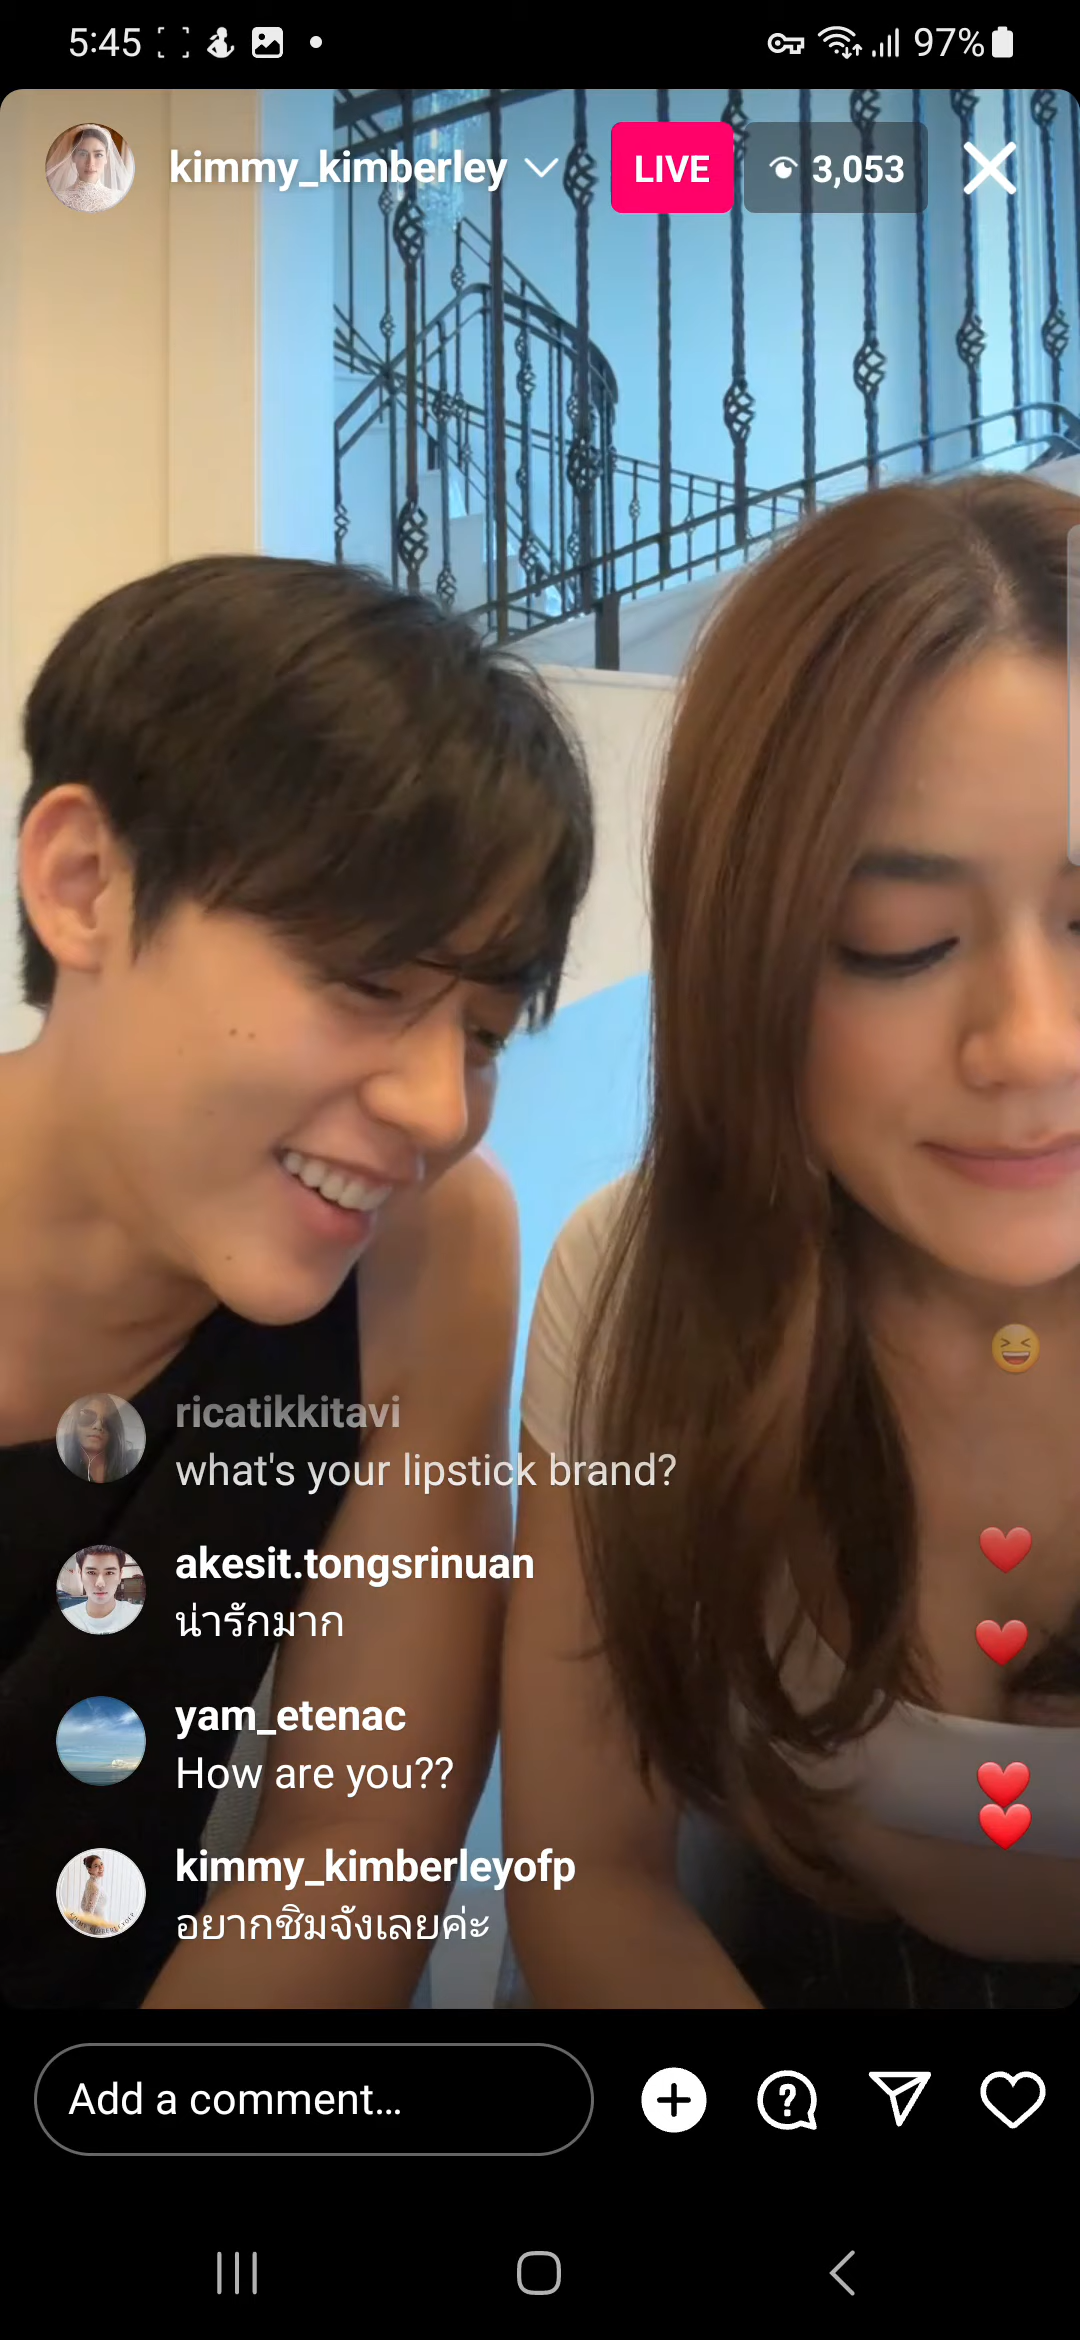 5:45
97%
kimmy_kimberley
LIVE
3,053
ricatikkitavi
what's your lipstick brand?
akesit.tongsrinuan
น่ารักมาก
yam_etenac
How are you??
kimmy_kimberleyofp
อยากชิมจังเลยค่ะ
Add a comment…